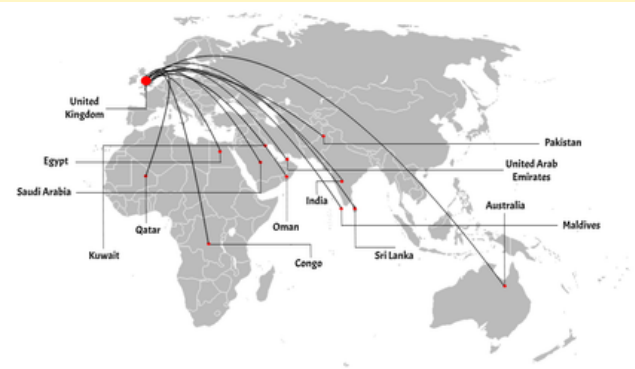 United
Kingdom
Pakistan
Egypt
United Arab
Emirates
Saudi Arabia
India
Australia
Qatar
Oman
Maldives
Kuwait
Congo
Sri Lanka